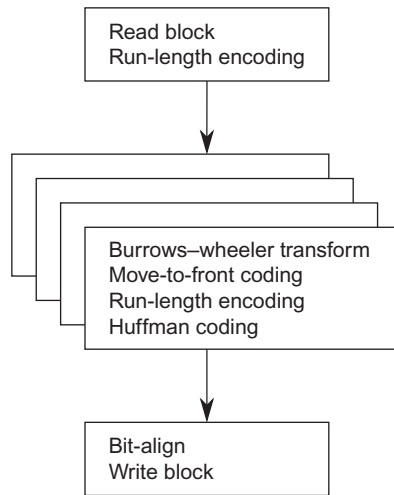 Read block
Run-length encoding
Burrows–wheeler transform
Move-to-front coding
Run-length encoding
Huffman coding
Bit-align
Write block